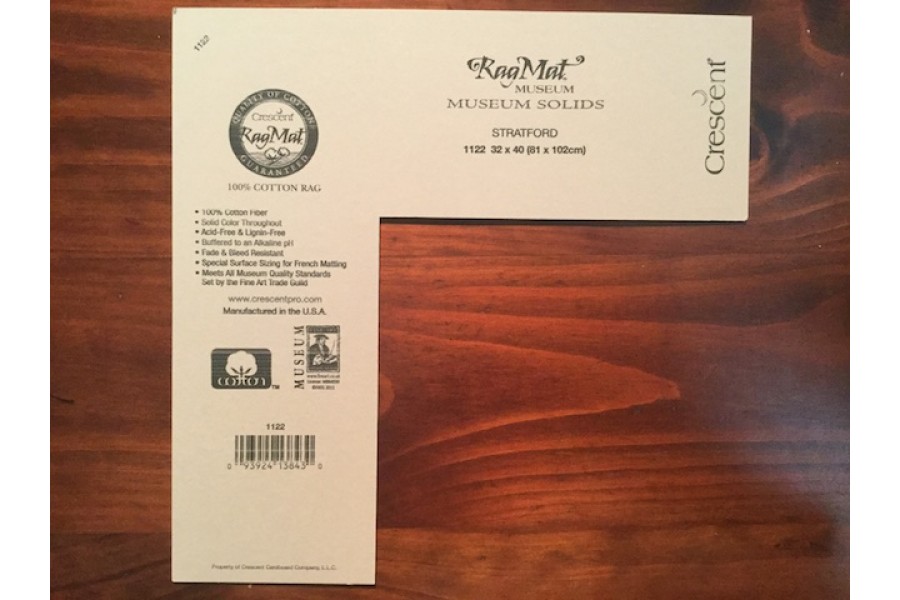 1122
RagMat
MUSEUM
MUSEUM SOLIDS
STRATFORD
1122 32 x 40 (81 x 102cm)
Crescent
QUALITY OF COTTON
Crescent
RagMat
GUARANTEED
100% COTTON RAG
▪ 100% Cotton Fiber
▪ Solid Color Throughout
▪ Acid-Free & Lignin-Free
▪ Buffered to an Alkaline pH
▪ Fade & Bleed Resistant
▪ Special Surface Sizing for French Matting
▪ Meets All Museum Quality Standards
Set by the Fine Art Trade Guild
www.crescentpro.com
Manufactured in the U.S.A.
COTTON TM
MUSEUM
1122
0 93924 13843 0
Property of Crescent Cardboard Company, L.L.C.